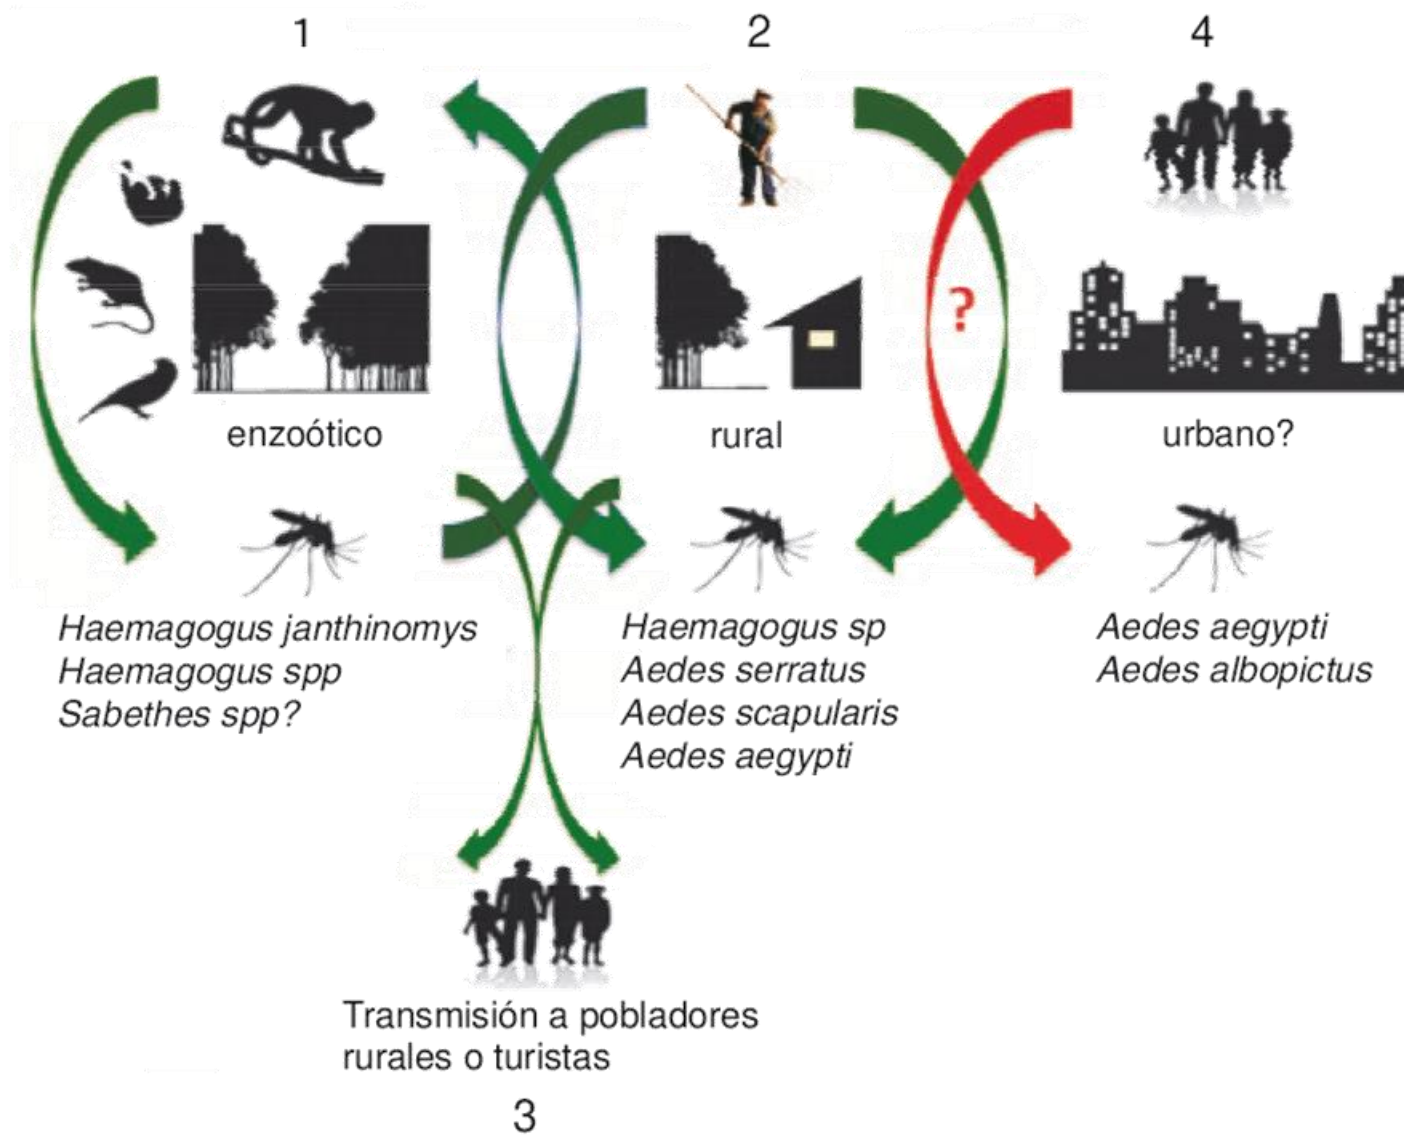 1
2
4
?
enzoótico
rural
urbano?
Haemagogus janthinomys
Haemagogus spp
Sabethes spp?
Haemagogus sp
Aedes serratus
Aedes scapularis
Aedes aegypti
Aedes aegypti
Aedes albopictus
Transmisión a pobladores
rurales o turistas
3